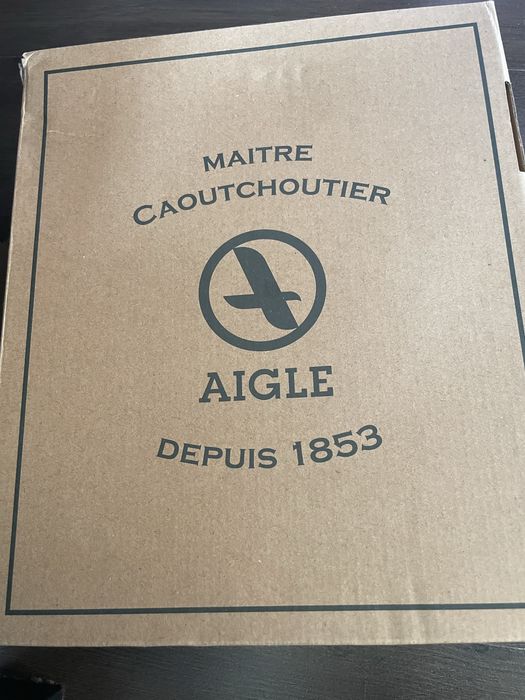 MAITRE
CAOUTCHOUTIER
AIGLE
DEPUIS 1853